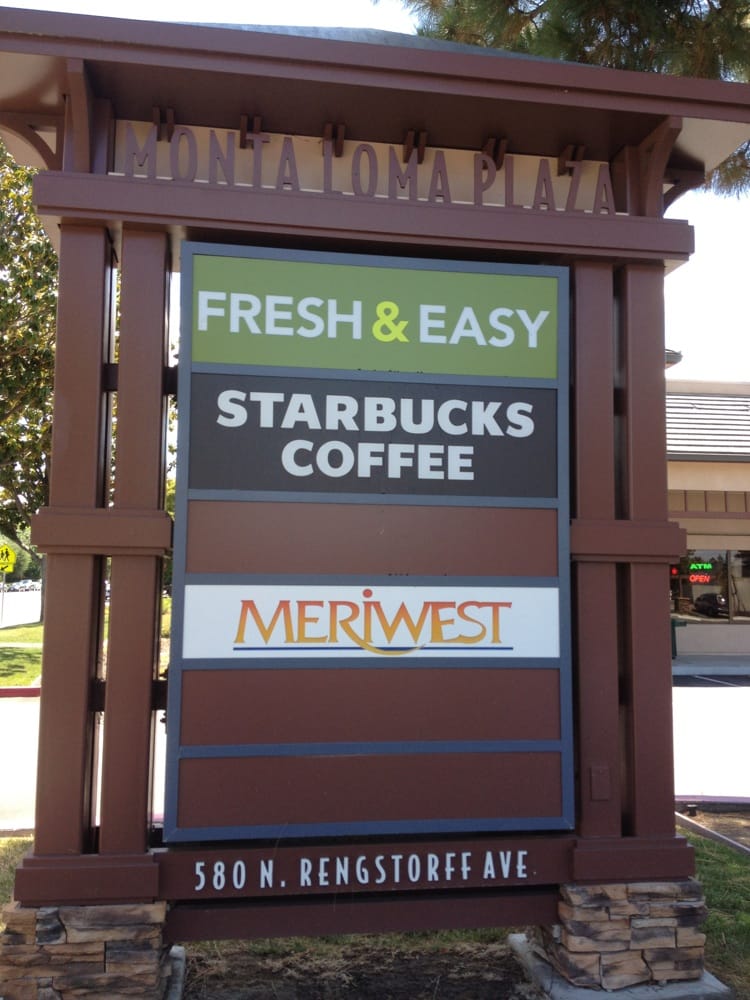 MONTA LOMA PLAZA
FRESH & EASY
STARBUCKS
COFFEE
MERIWEST
580 N. RENGSTORFF AVE.
ATM
OPEN